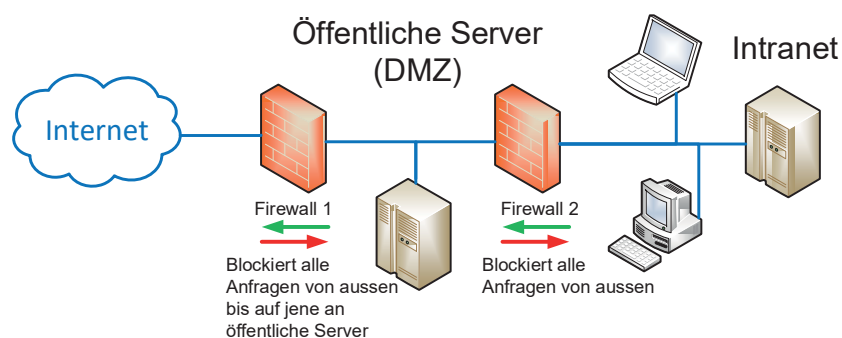 Öffentliche Server
(DMZ)
Intranet
Internet
Firewall 1
Firewall 2
Blockiert alle
Anfragen von aussen
bis auf jene an
öffentliche Server
Blockiert alle
Anfragen von aussen